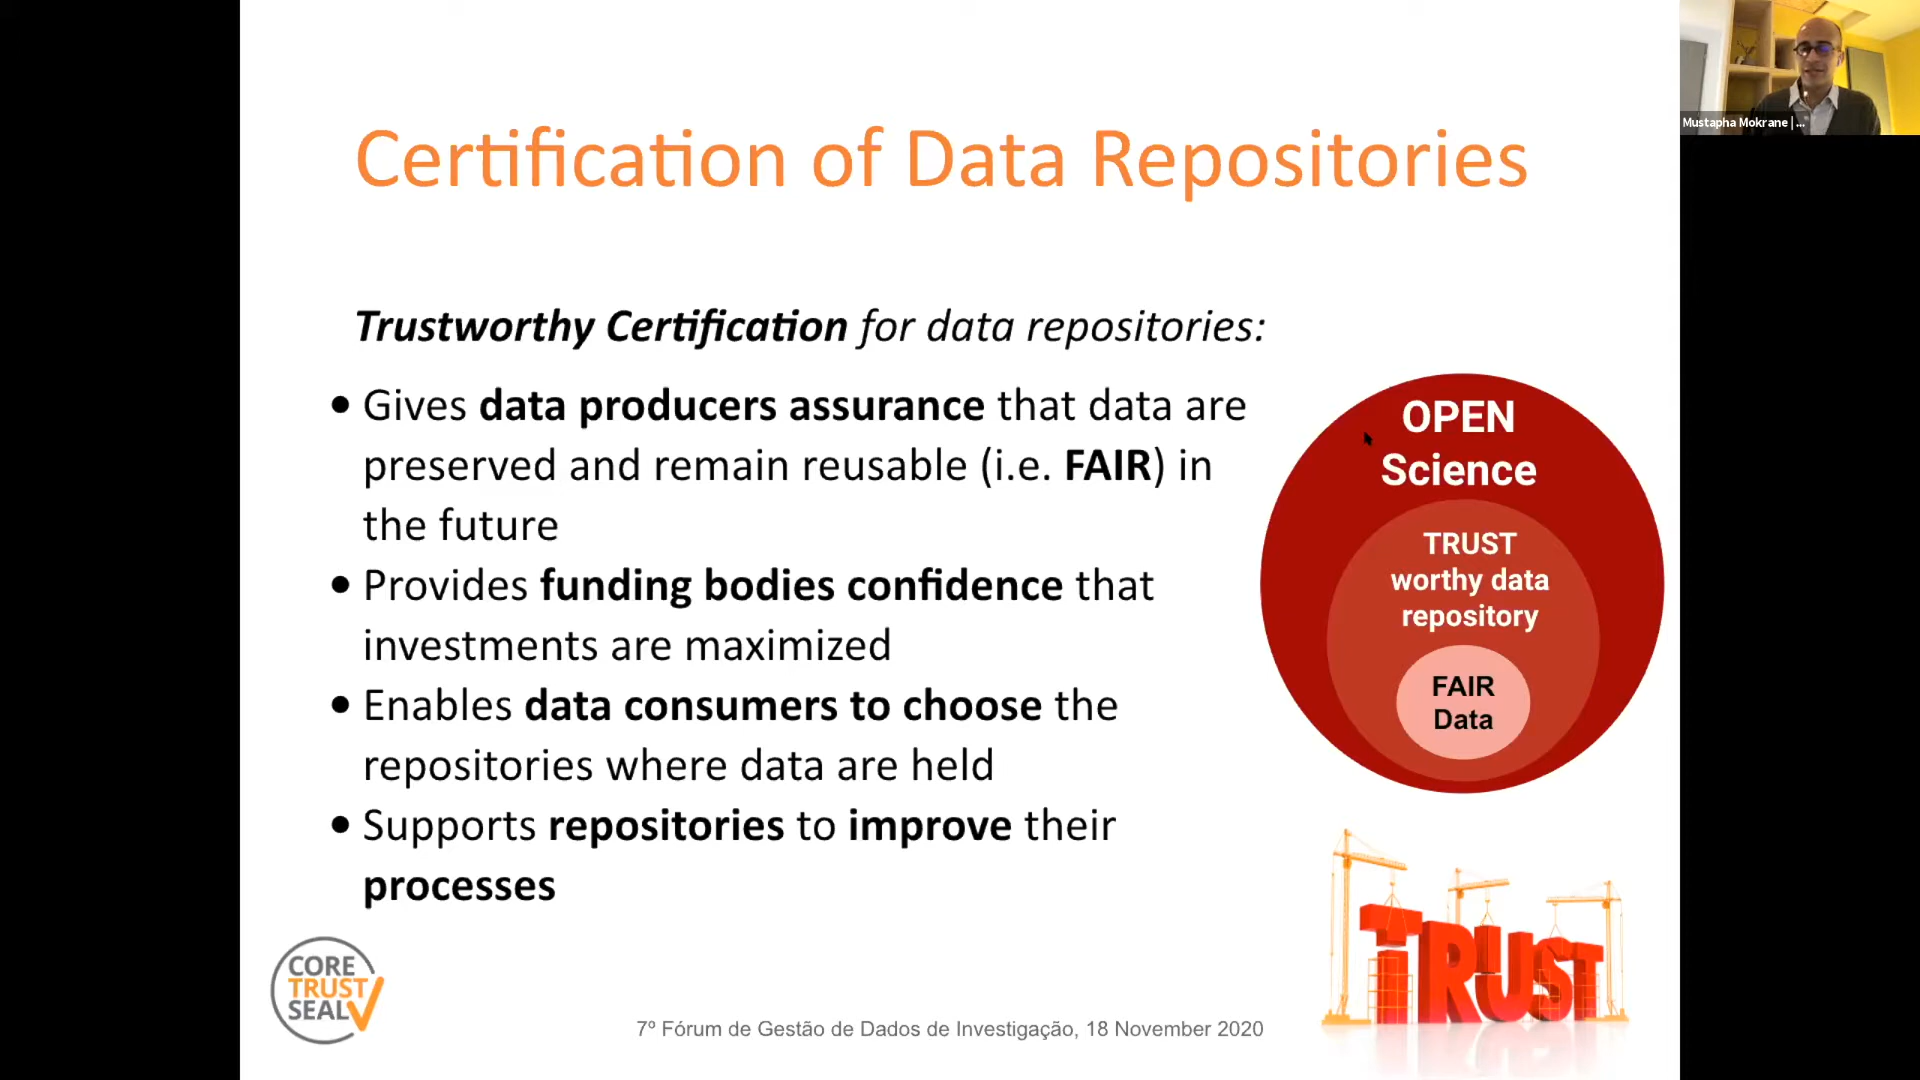 Certification of Data Repositories
Mustapha Mokrane | ...
Trustworthy Certification for data repositories:
• Gives data producers assurance that data are
preserved and remain reusable (i.e. FAIR) in
the future
• Provides funding bodies confidence that
investments are maximized
• Enables data consumers to choose the
repositories where data are held
• Supports repositories to improve their
processes
OPEN
Science
TRUST
worthy data
repository
FAIR
Data
TRUST
CORE
TRUST
SEAL
7º Fórum de Gestão de Dados de Investigação, 18 November 2020